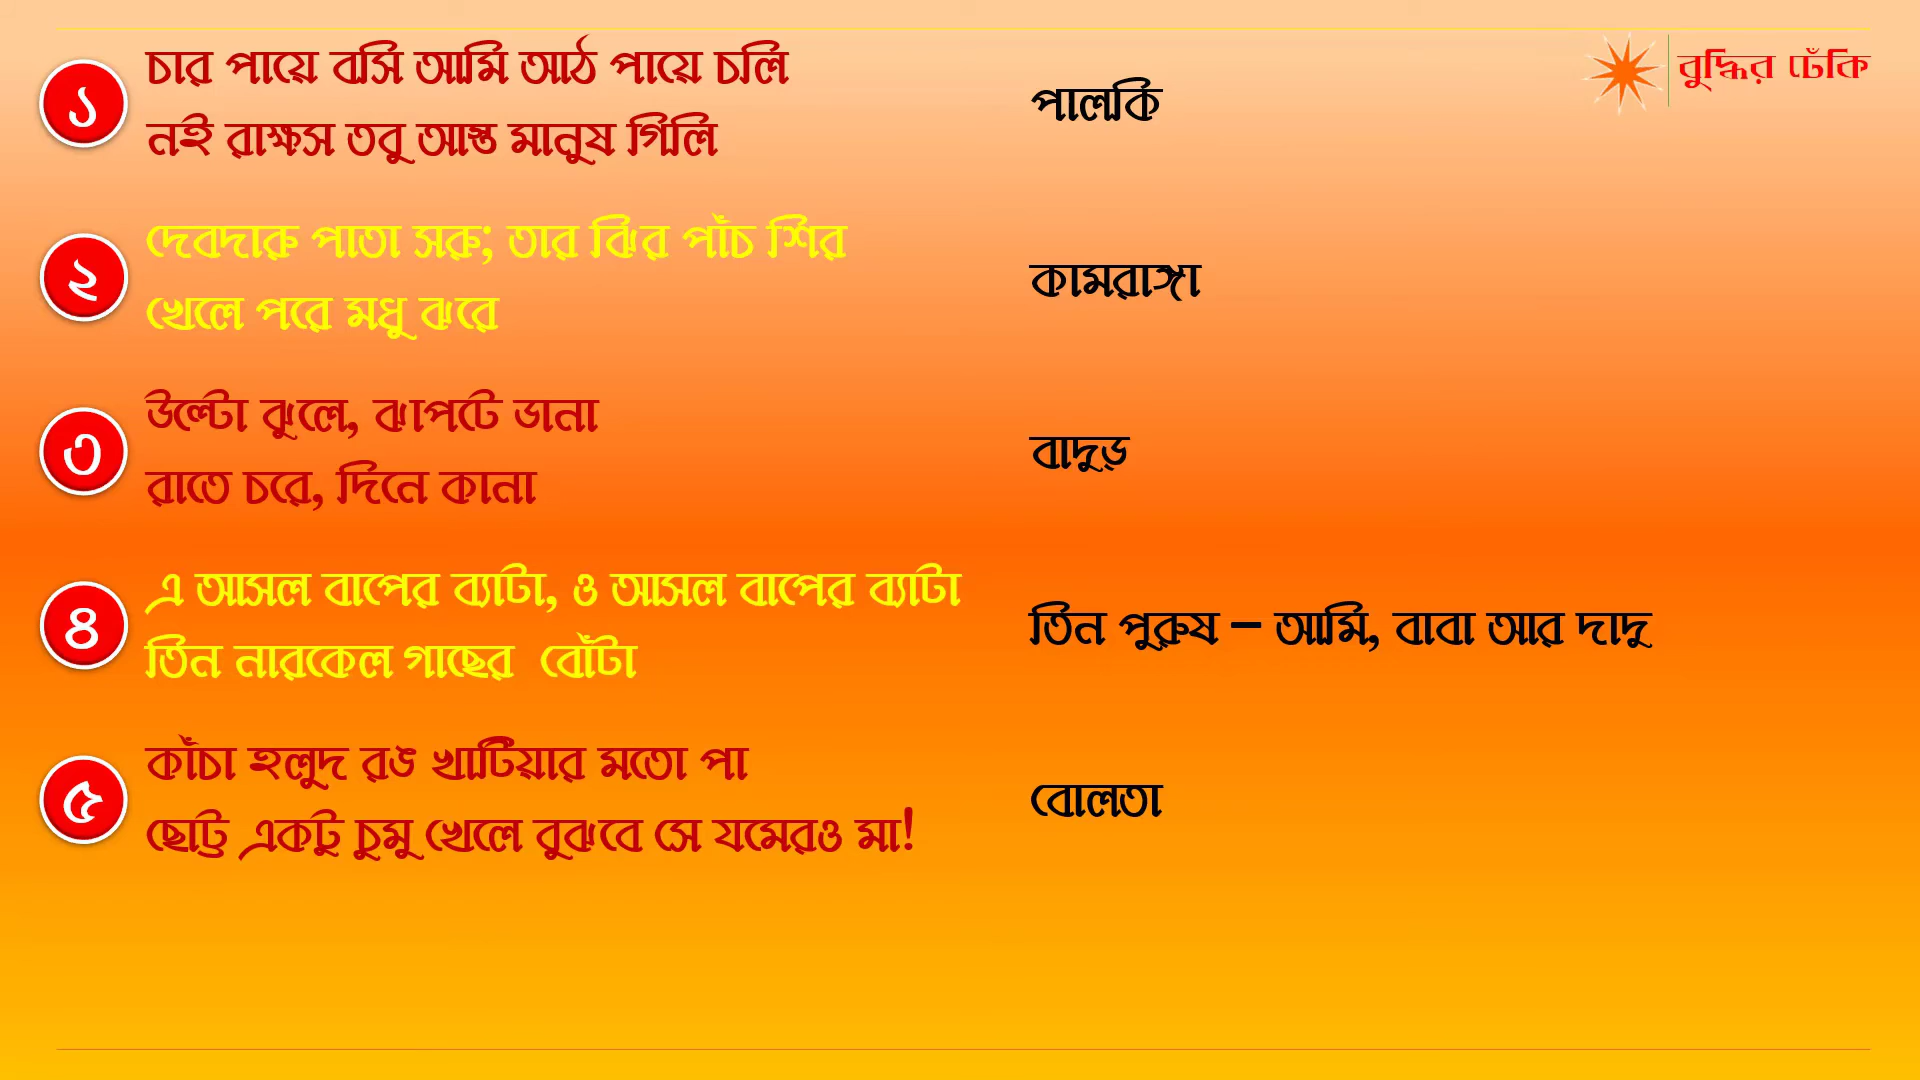 ১
চার পায়ে বসি আমি আঠ পায়ে চলি
নই রাক্ষস তবু আস্ত মানুষ গিলি
পালকি
বুদ্ধির ঢেঁকি
২
দেবদারু পাতা সরু; তার ঝির পাঁচ শির
খেলে পরে মধু ঝরে
কামরাঙ্গা
৩
উল্টো ঝুলে, ঝাপটে ডানা
রাতে চরে, দিনে কানা
বাদুড়
৪
এ আসল বাপের ব্যাটা, ও আসল বাপের ব্যাটা
তিন নারকেল গাছের বোঁটা
তিন পুরুষ – আমি, বাবা আর দাদু
৫
কাঁচা হলুদ রঙ খাটিয়ার মতো পা
ছোট্ট একটু চুমু খেলে বুঝবে সে যমেরও মা!
বোলতা